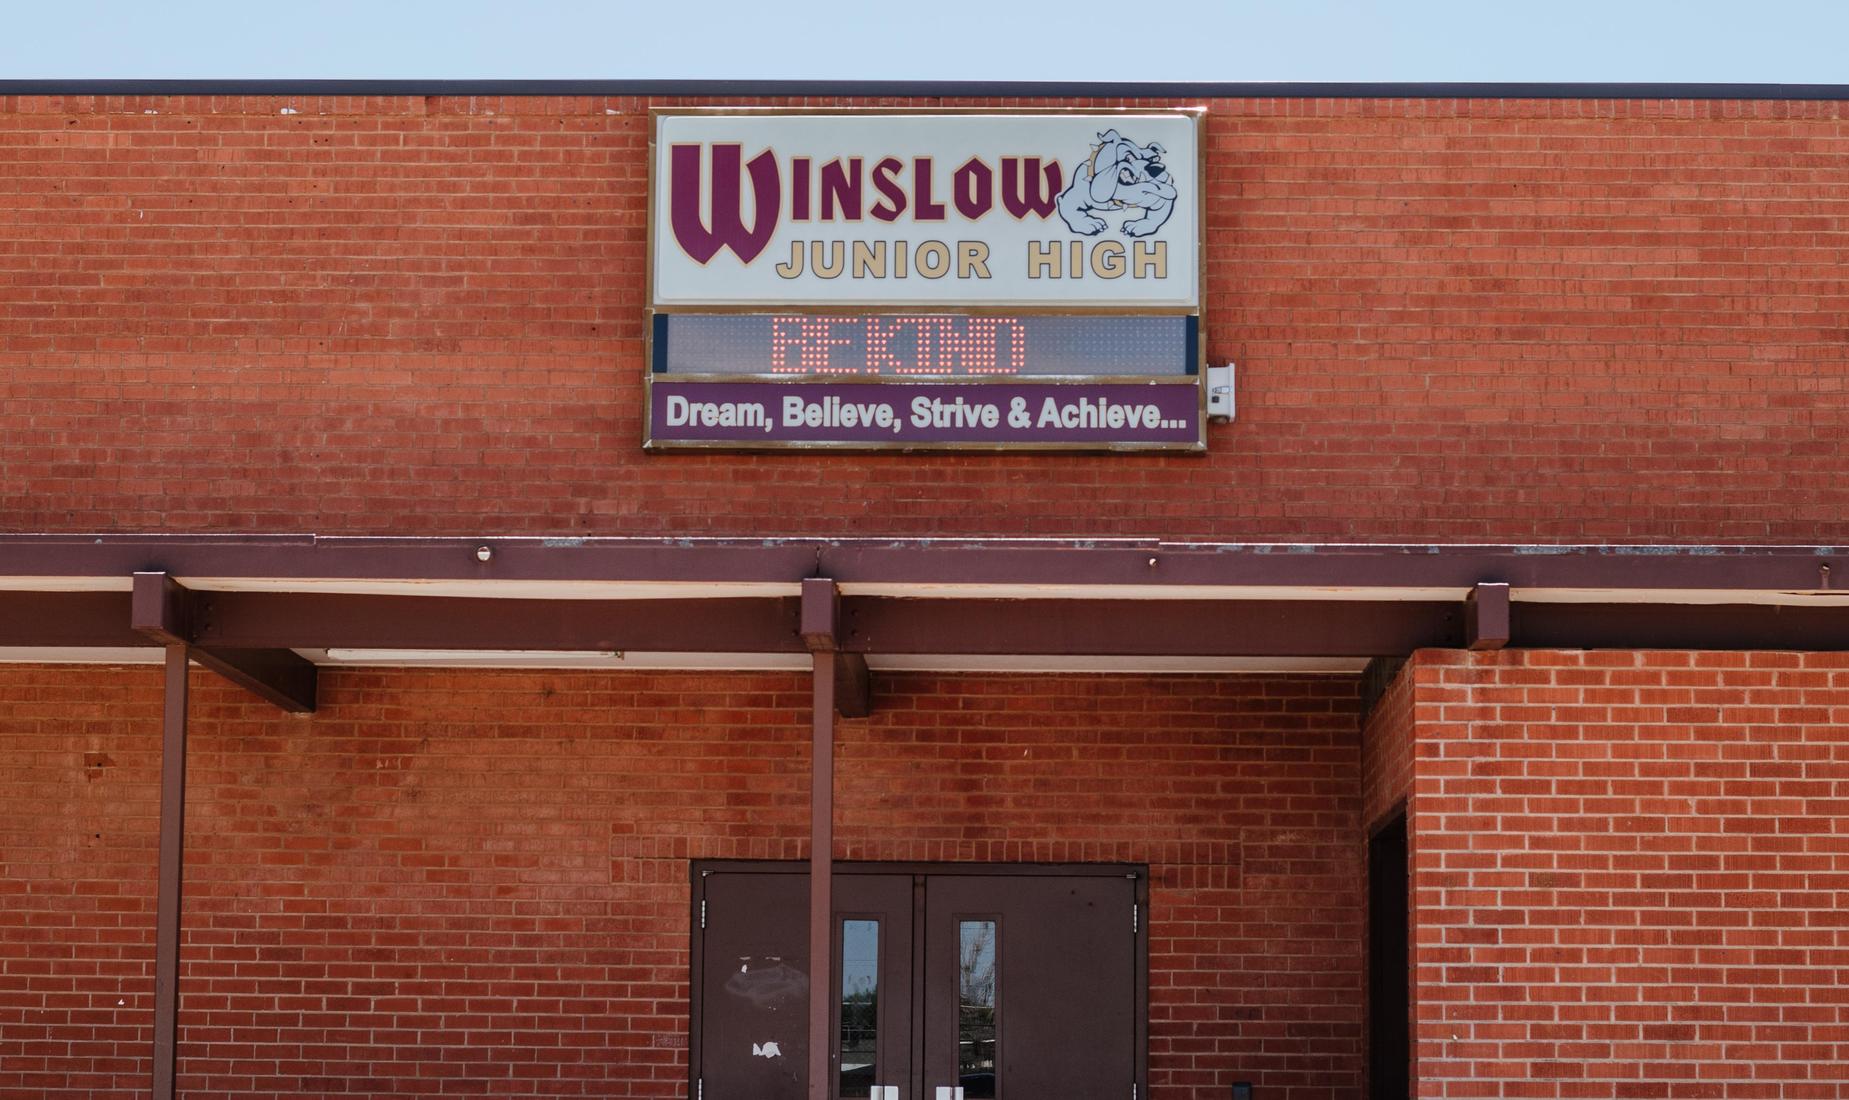 WINSLOW
JUNIOR HIGH
BE KIND
Dream, Believe, Strive & Achieve...